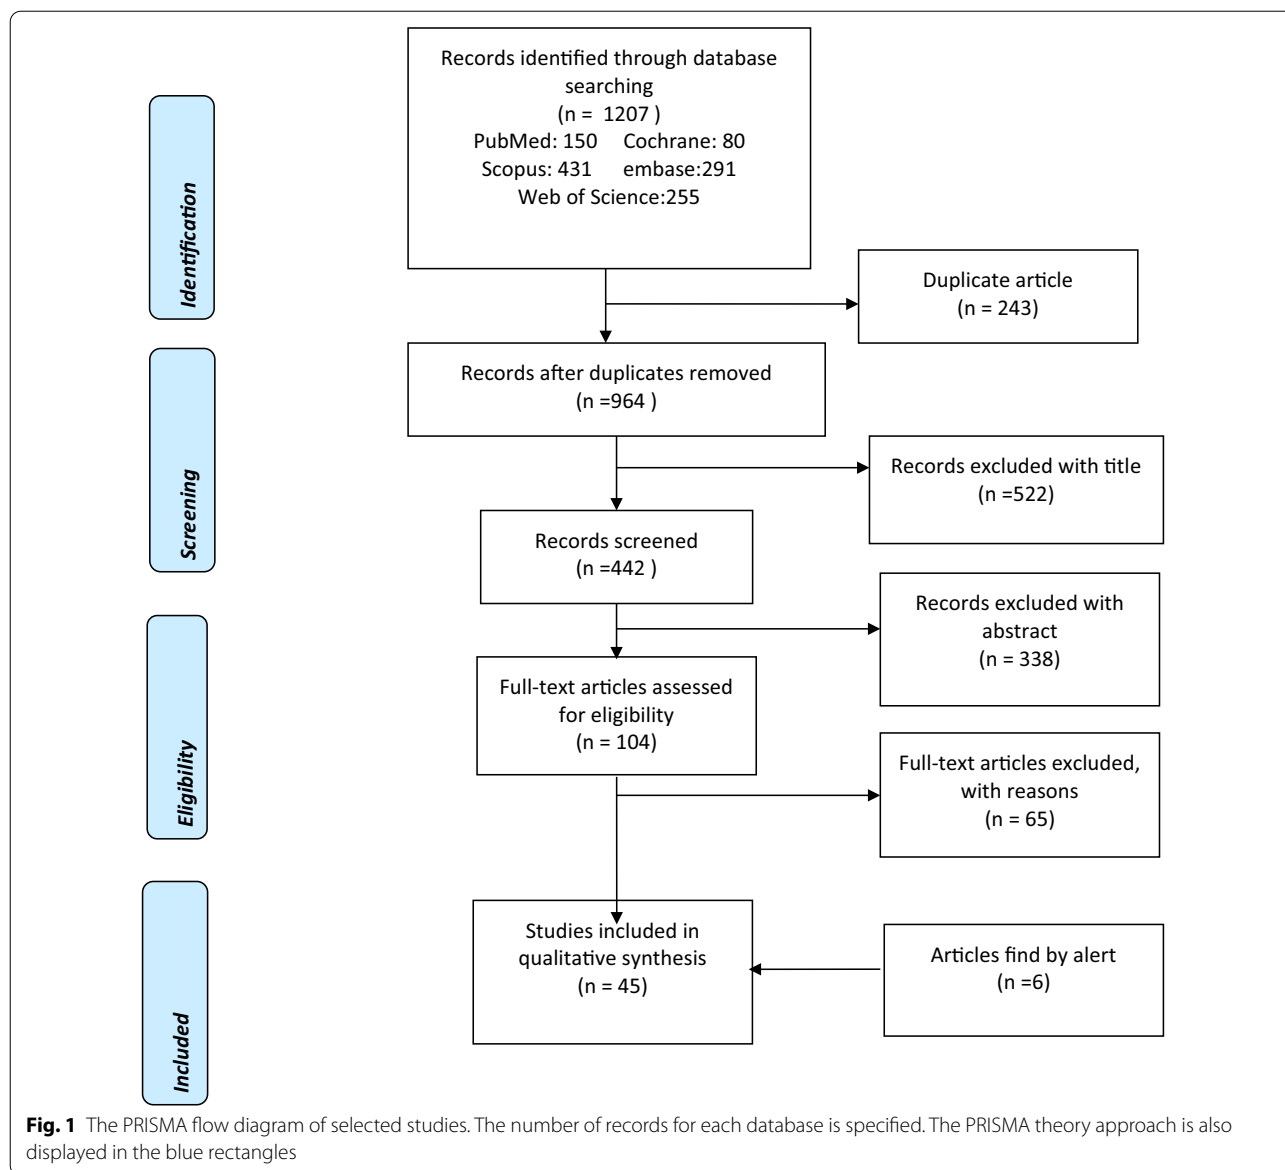 Records identified through database
searching
(n = 1207 )
PubMed: 150 Cochrane: 80
Scopus: 431 embase:291
Web of Science:255
Identification
Duplicate article
(n = 243)
Records after duplicates removed
(n =964 )
Screening
Records excluded with title
(n =522)
Records screened
(n =442 )
Records excluded with
abstract
(n = 338)
Eligibility
Full-text articles assessed
for eligibility
(n = 104)
Full-text articles excluded,
with reasons
(n = 65)
Included
Studies included in
qualitative synthesis
(n = 45)
Articles find by alert
(n =6)
Fig. 1 The PRISMA flow diagram of selected studies. The number of records for each database is specified. The PRISMA theory approach is also
displayed in the blue rectangles